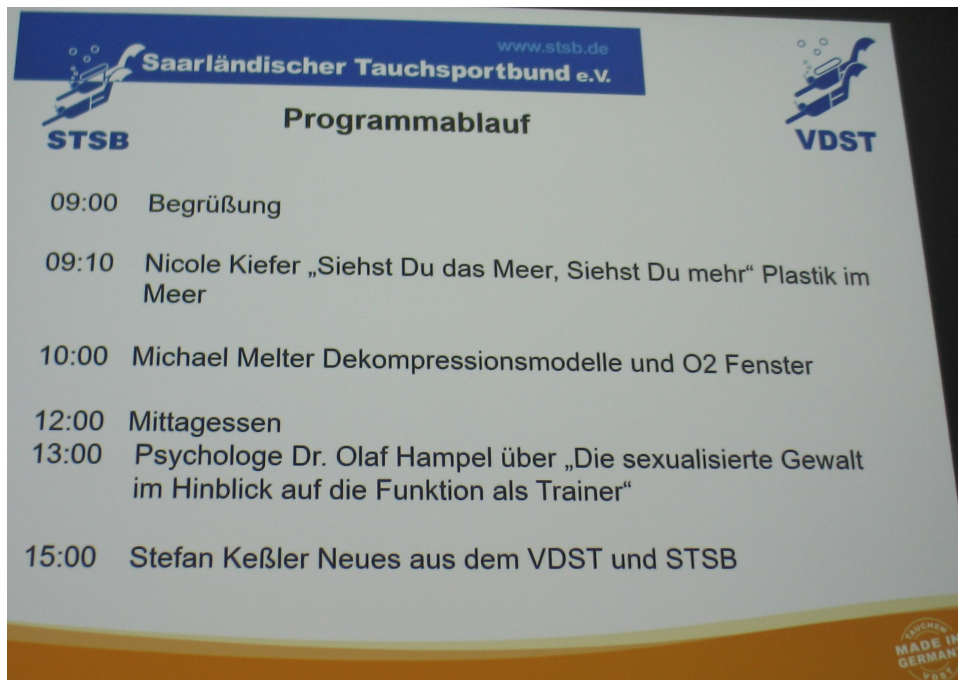 www.stsb.de
Saarländischer Tauchsportbund e.V.
STSB
VDST
Programmablauf
09:00 Begrüßung
09:10 Nicole Kiefer „Siehst Du das Meer, Siehst Du mehr“ Plastik im
Meer
10:00 Michael Melter Dekompressionsmodelle und O2 Fenster
12:00 Mittagessen
13:00 Psychologe Dr. Olaf Hampel über „Die sexualisierte Gewalt
im Hinblick auf die Funktion als Trainer“
15:00 Stefan Keßler Neues aus dem VDST und STSB
TAUCHEN
MADE IN
GERMANY
VDST